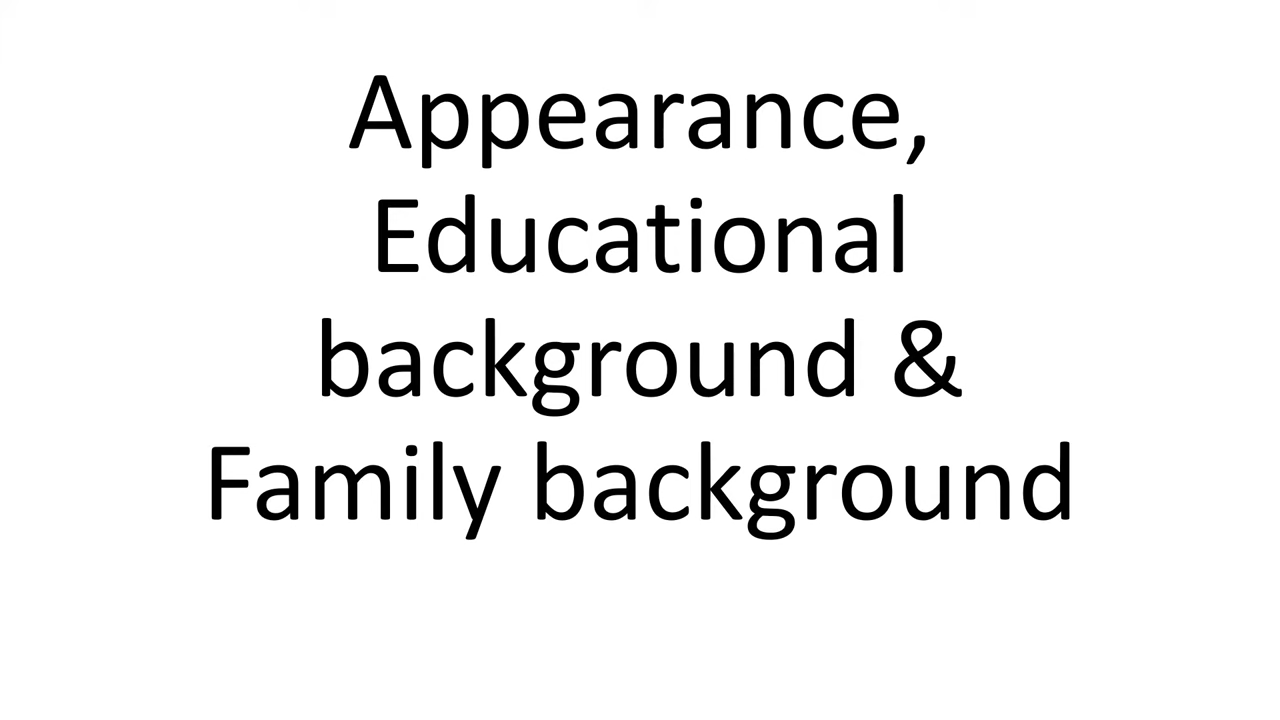 Appearance,
Educational
background &
Family background